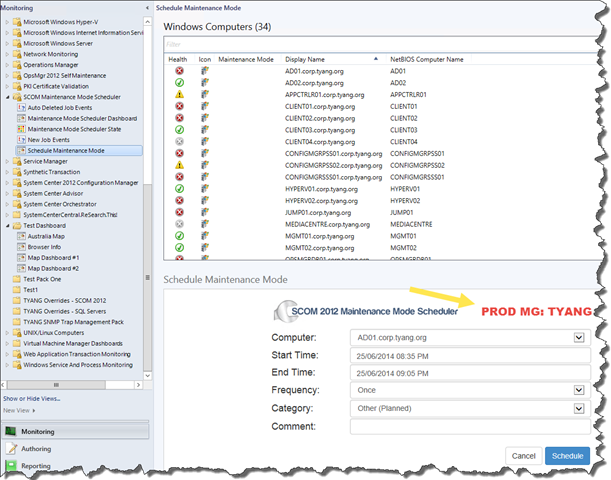 Monitoring
Microsoft Windows Hyper-V
Microsoft Windows Internet Information Servi
Microsoft Windows Server
Network Monitoring
Operations Manager
OpsMgr 2012 Self Maintenance
PKI Certificate Validation
SCOM Maintenance Mode Scheduler
Auto Deleted Job Events
Maintenance Mode Scheduler Dashboard
Maintenance Mode Scheduler State
New Job Events
Schedule Maintenance Mode
Service Manager
Synthetic Transaction
System Center 2012 Configuration Manager
System Center Advisor
System Center Orchestrator
SystemCenterCentral.ReSearch.This!
Test Dashboard
Australia Map
Browser Info
Map Dashboard #1
Map Dashboard #2
Test Pack One
Test1
TYANG Overrides - SCOM 2012
TYANG Overrides - SQL Servers
TYANG SNMP Trap Management Pack
UNIX/Linux Computers
Virtual Machine Manager Dashboards
Web Application Transaction Monitoring
Windows Service And Process Monitoring
Show or Hide Views...
New View
Monitoring
Authoring
Reporting
Schedule Maintenance Mode
Windows Computers (34)
Filter
Health Icon Maintenance Mode Display Name NetBIOS Computer Name
AD01.corp.tyang.org AD01
AD02.corp.tyang.org AD02
APPCTRLR01.corp.tyang.org APPCTRLR01
CLIENT01.corp.tyang.org CLIENT01
CLIENT02.corp.tyang.org CLIENT02
CLIENT03.corp.tyang.org CLIENT03
CLIENT04.corp.tyang.org CLIENT04
CONFIGMGRPSS01.corp.tyang.org CONFIGMGRPSS01
CONFIGMGRSSS02.corp.tyang.org CONFIGMGRPSS02
CONFIGMGRSSS01.corp.tyang.org CONFIGMGRSSS01
HYPERV01.corp.tyang.org HYPERV01
HYPERV02.corp.tyang.org HYPERV02
JUMP01.corp.tyang.org JUMP01
MEDIACENTRE.corp.tyang.org MEDIACENTRE
MGMT01.corp.tyang.org MGMT01
MGMT02.corp.tyang.org MGMT02
OPSMGRDB01.corp.tyang.org OPSMGRDB01
Schedule Maintenance Mode
SCOM 2012 Maintenance Mode Scheduler PROD MG: TYANG
Computer: AD01.corp.tyang.org
Start Time: 25/06/2014 08:35 PM
End Time: 25/06/2014 09:05 PM
Frequency: Once
Category: Other (Planned)
Comment:
Cancel Schedule